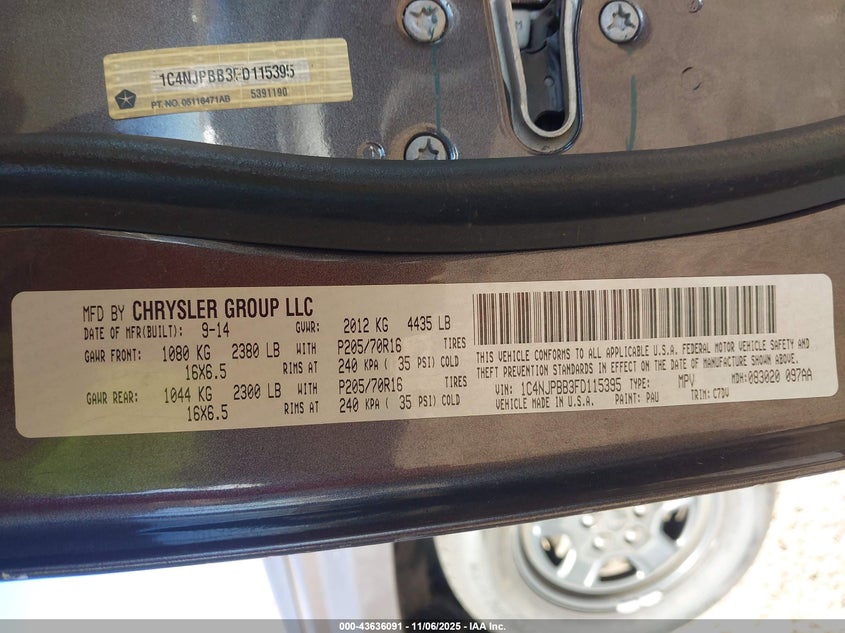 1C4NJPBB3FD115395
PT. NO. 05116471AB 5391190
MFD BY CHRYSLER GROUP LLC
DATE OF MFR(BUILT): 9-14 GVWR: 2012 KG 4435 LB
GAWR FRONT: 1080 KG 2380 LB WITH P205/70R16 TIRES
16X6.5 RIMS AT 240 KPA ( 35 PSI) COLD
GAWR REAR: 1044 KG 2300 LB WITH P205/70R16 TIRES
16X6.5 RIMS AT 240 KPA ( 35 PSI) COLD
THIS VEHICLE CONFORMS TO ALL APPLICABLE U.S.A. FEDERAL MOTOR VEHICLE SAFETY AND
THEFT PREVENTION STANDARDS IN EFFECT ON THE DATE OF MANUFACTURE SHOWN ABOVE.
VIN: 1C4NJPBB3FD115395 TYPE: MPV MDH: 083020 097AA
VEHICLE MADE IN U.S.A. PAINT: PAU TRIM: C7DV
000-43636091 - 11/06/2025 - IAA Inc.